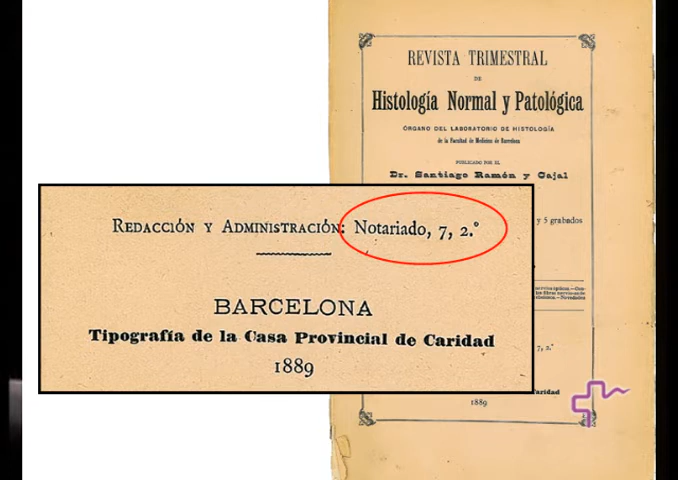 REVISTA TRIMESTRAL
DE
Histología Normal y Patológica
ÓRGANO DEL LABORATORIO DE HISTOLOGÍA
de la Facultad de Medicina de Barcelona
PUBLICADO POR EL
Dr. Santiago Ramón y Cajal
y 5 grabados
7, 2.º
Caridad
1889
REDACCIÓN Y ADMINISTRACIÓN: Notariado, 7, 2.º
BARCELONA
Tipografía de la Casa Provincial de Caridad
1889